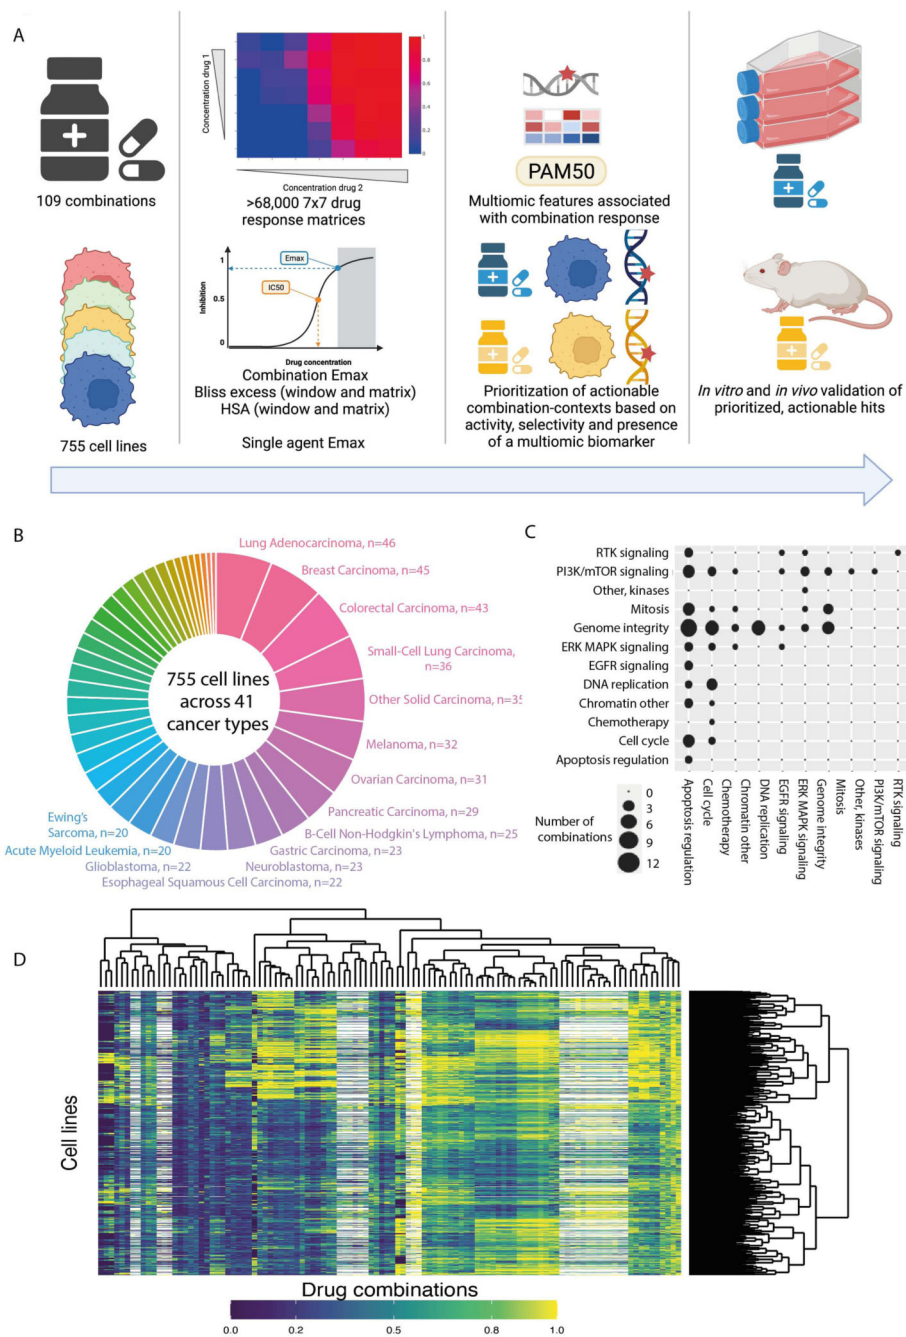 A
109 combinations
755 cell lines
Concentration drug 1
1
0.8
0.6
0.4
0.2
0
Concentration drug 2
>68,000 7x7 drug
response matrices
Emax
IC50
1
0.5
0
Inhibition
Drug concentration
Combination Emax
Bliss excess (window and matrix)
HSA (window and matrix)
Single agent Emax
PAM50
Multiomic features associated
with combination response
Prioritization of actionable
combination-contexts based on
activity, selectivity and presence
of a multiomic biomarker
In vitro and in vivo validation of
prioritized, actionable hits
B
Lung Adenocarcinoma, n=46
Breast Carcinoma, n=45
Colorectal Carcinoma, n=43
Small-Cell Lung Carcinoma,
n=36
Other Solid Carcinoma, n=35
Melanoma, n=32
Ovarian Carcinoma, n=31
Pancreatic Carcinoma, n=29
B-Cell Non-Hodgkin's Lymphoma, n=25
Gastric Carcinoma, n=23
Neuroblastoma, n=23
Esophageal Squamous Cell Carcinoma, n=22
Glioblastoma, n=22
Acute Myeloid Leukemia, n=20
Ewing's
Sarcoma, n=20
755 cell lines
across 41
cancer types
C
RTK signaling
PI3K/mTOR signaling
Other, kinases
Mitosis
Genome integrity
ERK MAPK signaling
EGFR signaling
DNA replication
Chromatin other
Chemotherapy
Cell cycle
Apoptosis regulation
Apoptosis regulation
Cell cycle
Chemotherapy
Chromatin other
DNA replication
EGFR signaling
ERK MAPK signaling
Genome integrity
Mitosis
Other, kinases
PI3K/mTOR signaling
RTK signaling
Number of
combinations
0
3
6
9
12
D
Cell lines
Drug combinations
0.0
0.2
0.5
0.8
1.0